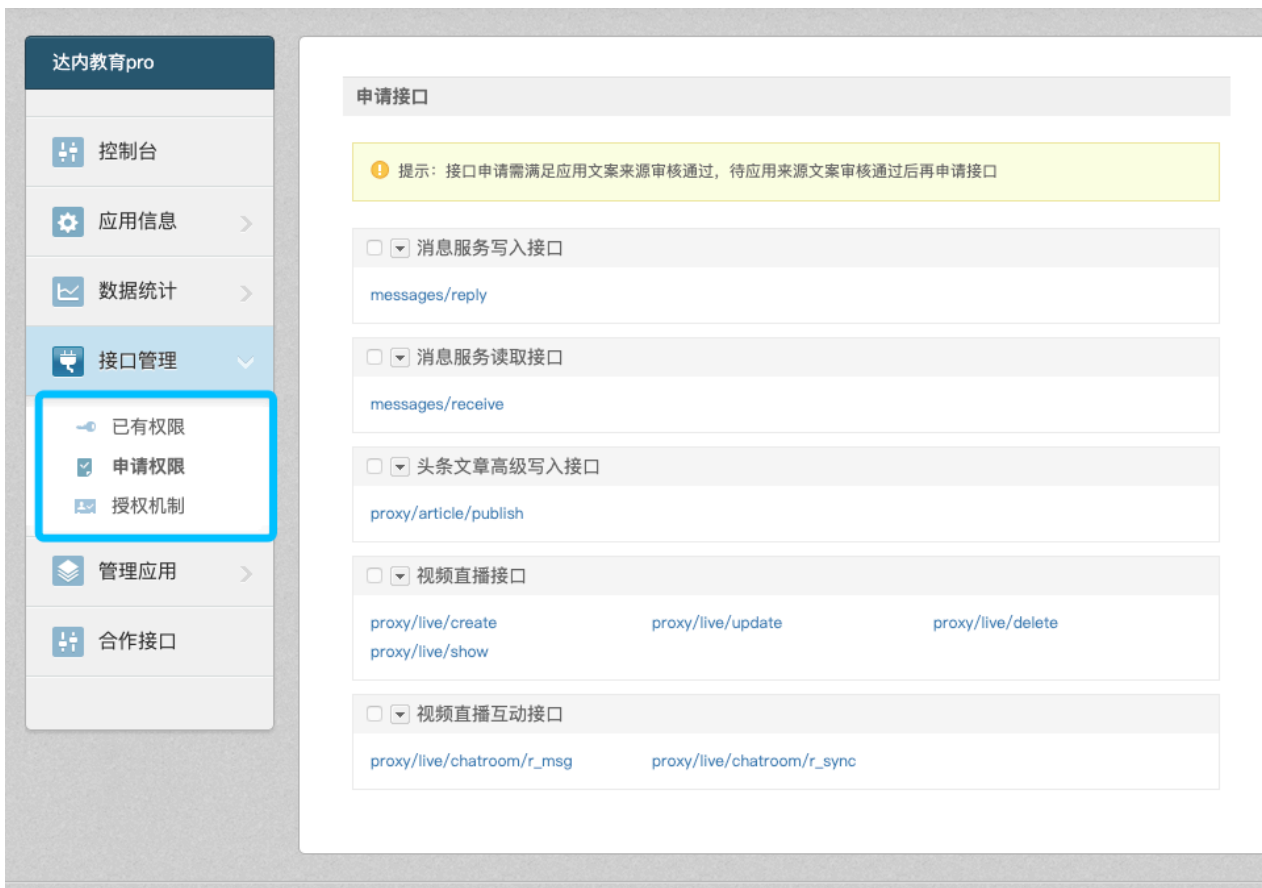 达内教育pro
控制台
应用信息
数据统计
接口管理
已有权限
申请权限
授权机制
管理应用
合作接口
申请接口
提示：接口申请需满足应用文案来源审核通过，待应用来源文案审核通过后再申请接口
消息服务写入接口
messages/reply
消息服务读取接口
messages/receive
头条文章高级写入接口
proxy/article/publish
视频直播接口
proxy/live/create proxy/live/update proxy/live/delete
proxy/live/show
视频直播互动接口
proxy/live/chatroom/r_msg proxy/live/chatroom/r_sync